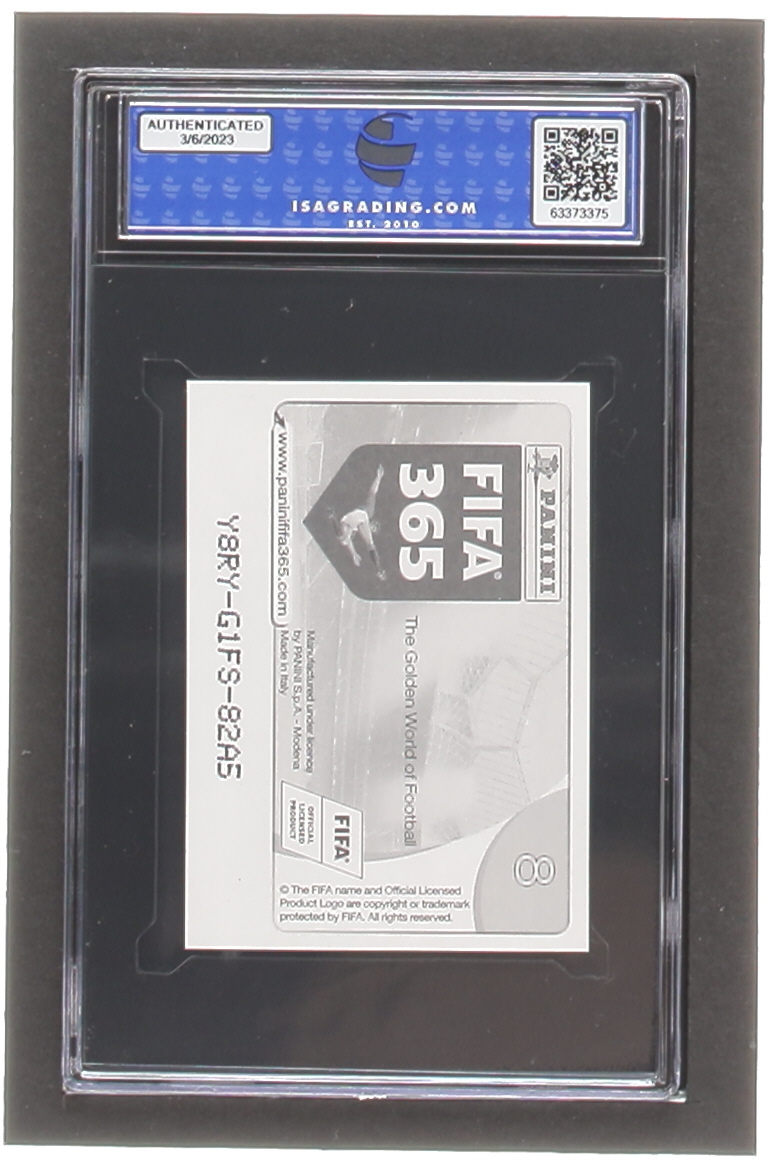 AUTHENTICATED
3/6/2023
ISAGRADING.COM
EST. 2010
63373375
PANINI
FIFA
365
The Golden World of Football
www.paninififa365.com
Manufactured under licence
by PANINI S.p.A. - Modena
Made in Italy
FIFA
OFFICIAL
LICENSED
PRODUCT
8
© The FIFA name and Official Licensed
Product Logo are copyright or trademark
protected by FIFA. All rights reserved.
Y8RY-G1FS-82A5